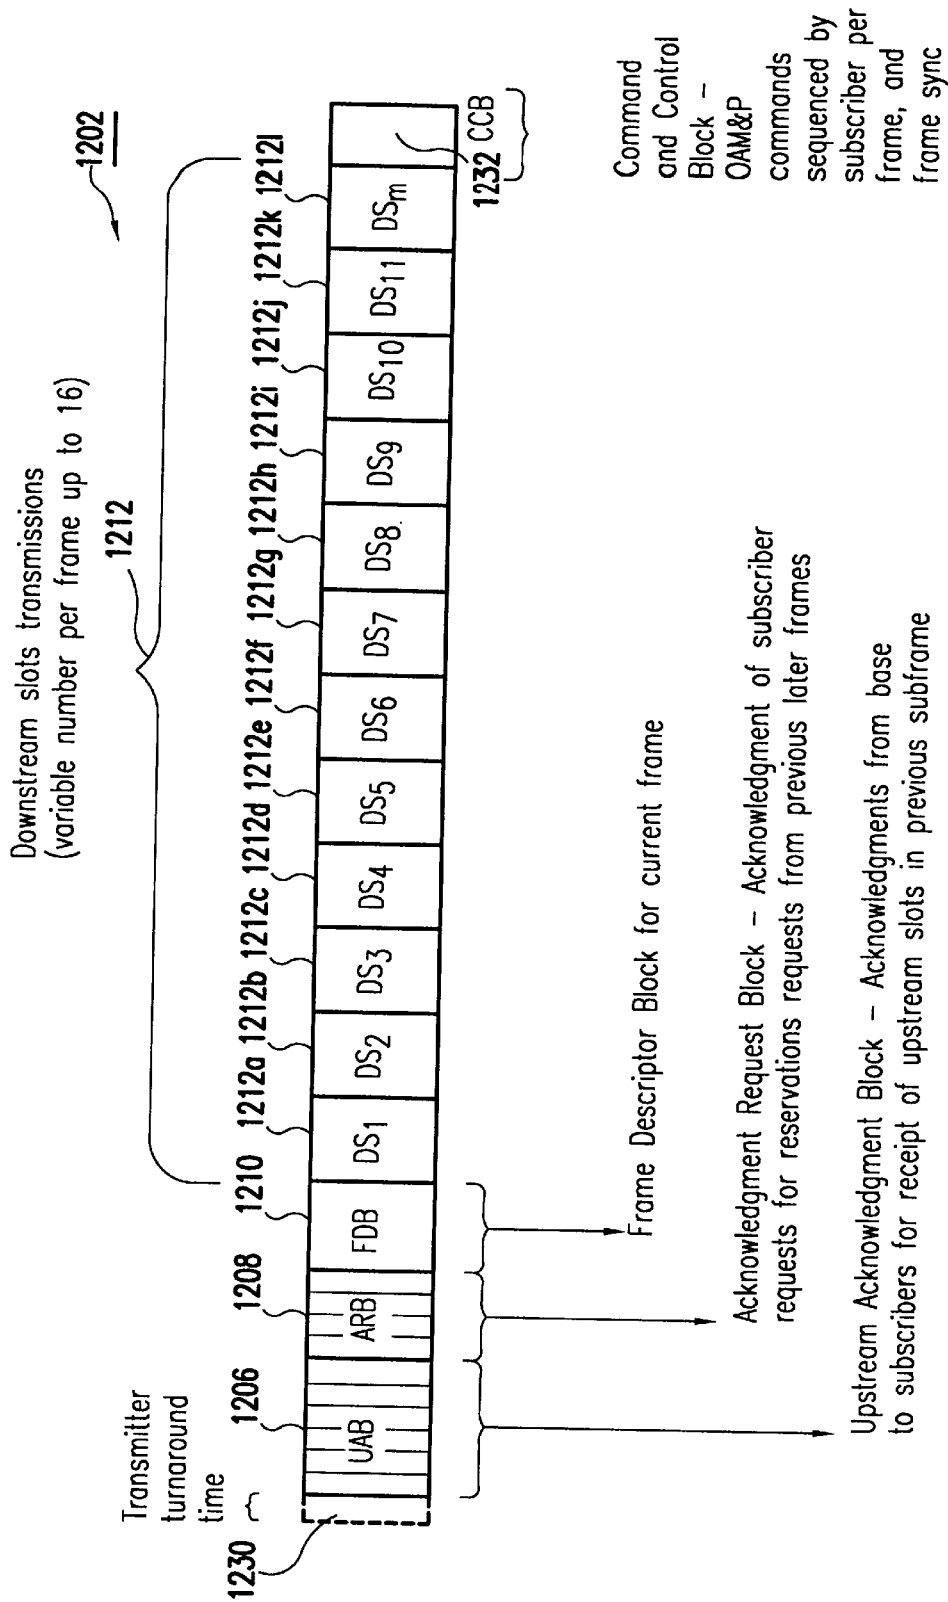 Downstream slots transmissions
(variable number per frame up to 16)
1212
1202
Transmitter
turnaround
time
1230
1206
1208
1210
1212a
1212b
1212c
1212d
1212e
1212f
1212g
1212h
1212i
1212j
1212k
1212l
UAB
ARB
FDB
DS1
DS2
DS3
DS4
DS5
DS6
DS7
DS8
DS9
DS10
DS11
DSm
1232
CCB
Frame Descriptor Block for current frame
Acknowledgment Request Block – Acknowledgment of subscriber
requests for reservations requests from previous later frames
Upstream Acknowledgment Block – Acknowledgments from base
to subscribers for receipt of upstream slots in previous subframe
Command
and Control
Block –
OAM&P
commands
sequenced by
subscriber per
frame, and
frame sync